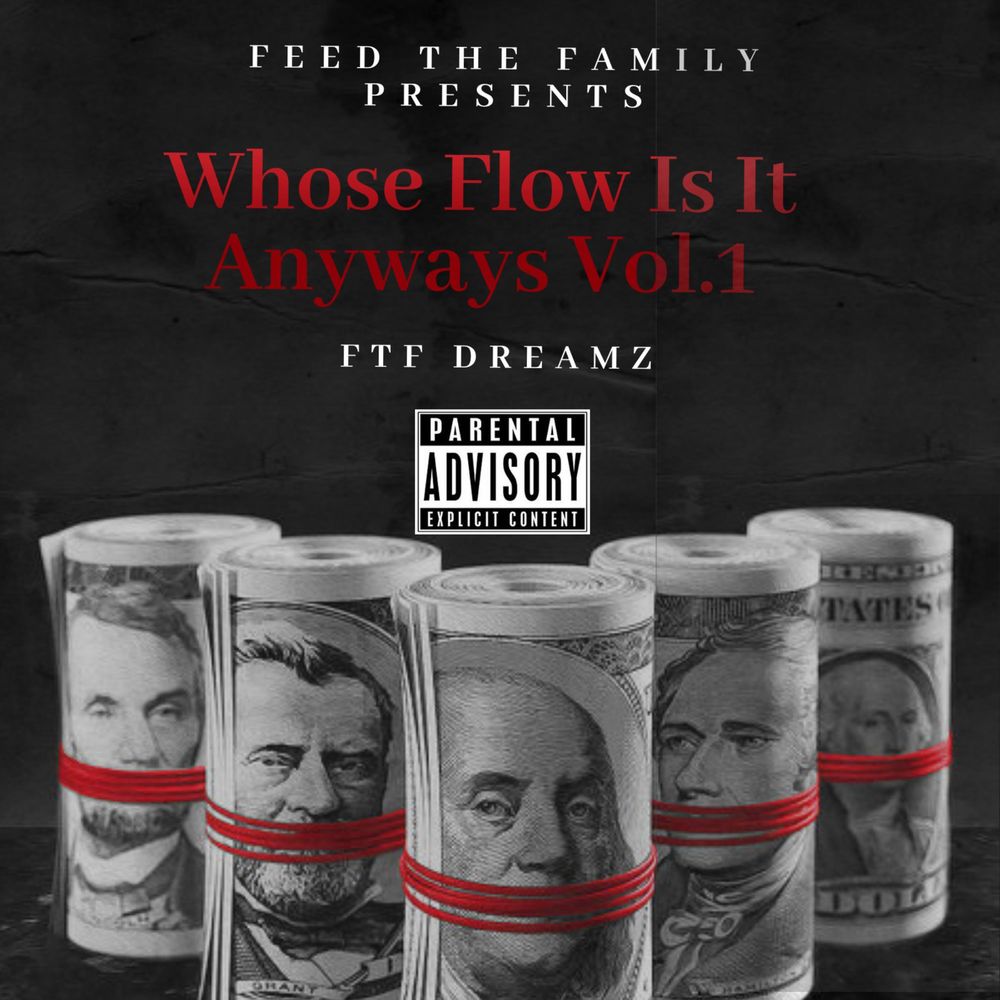 FEED THE FAMILY
PRESENTS
Whose Flow Is It
Anyways Vol.1
FTF DREAMZ
PARENTAL
ADVISORY
EXPLICIT CONTENT
TATES
DOL
GRANT
HAMILTON